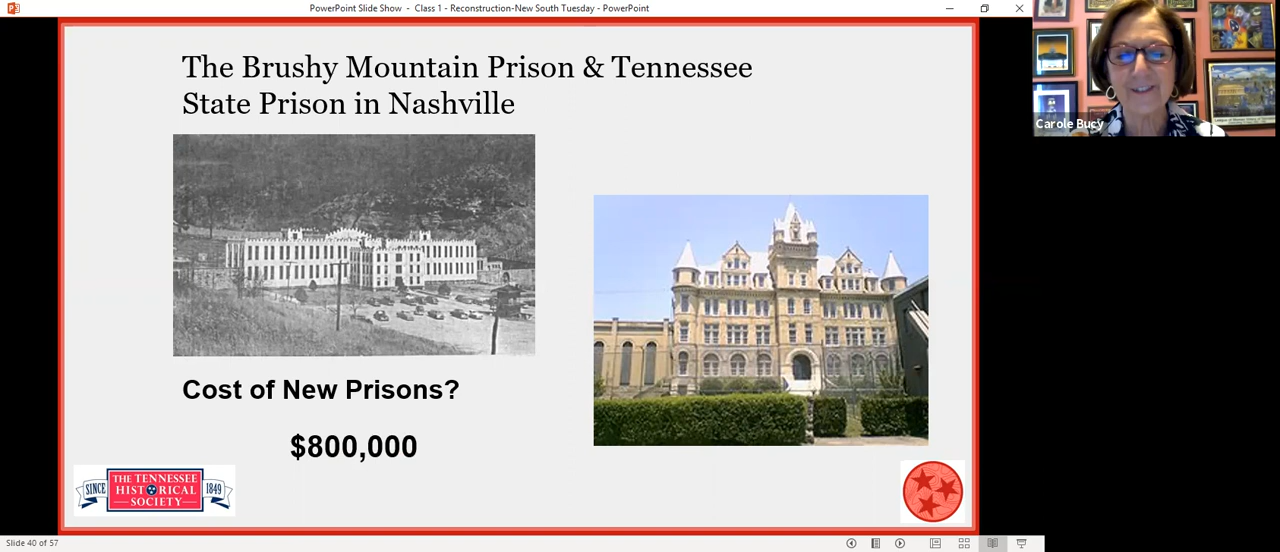 PowerPoint Slide Show - Class 1 - Reconstruction-New South Tuesday - PowerPoint
The Brushy Mountain Prison & Tennessee
State Prison in Nashville
Carole Bucy
Cost of New Prisons?
$800,000
SINCE
THE TENNESSEE
HISTORICAL
SOCIETY
1849
Slide 40 of 57